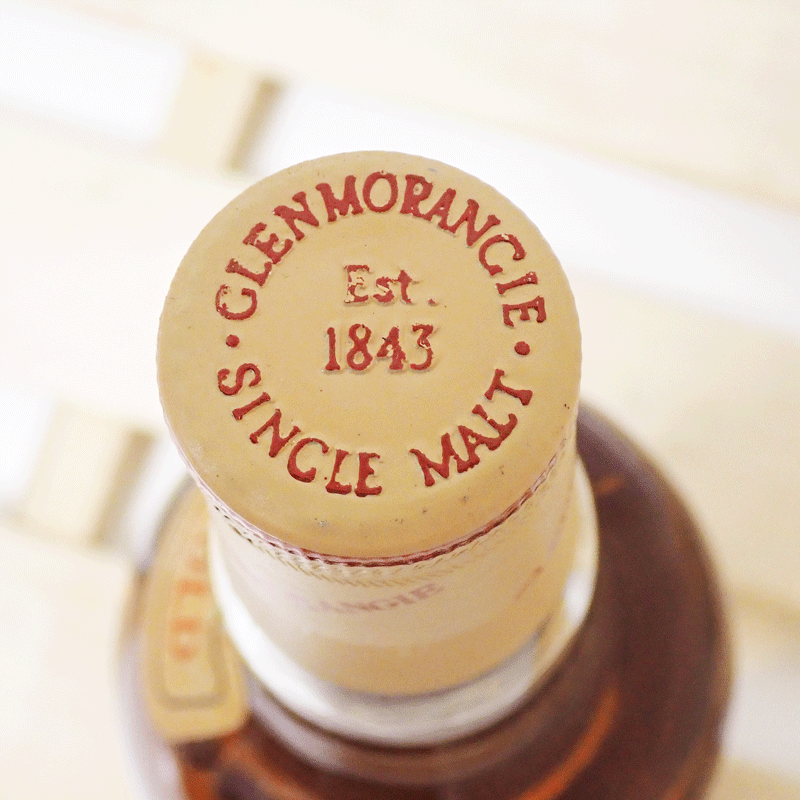 GLENMORANGIE
Est.
1843
SINGLE MALT